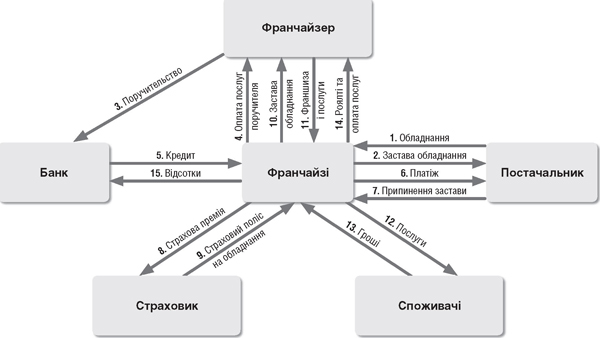 Франчайзер
3. Поручительство
4. Оплата послуг
поручителя
10. Застава
обладнання
11. Франшиза
і послуги
14. Роялті та
оплата послуг
1. Обладнання
2. Застава обладнання
6. Платіж
7. Припинення застави
Банк
5. Кредит
15. Відсотки
Франчайзі
Постачальник
8. Страхова премія
9. Страховий поліс
на обладнання
13. Гроші
12. Послуги
Страховик
Споживачі